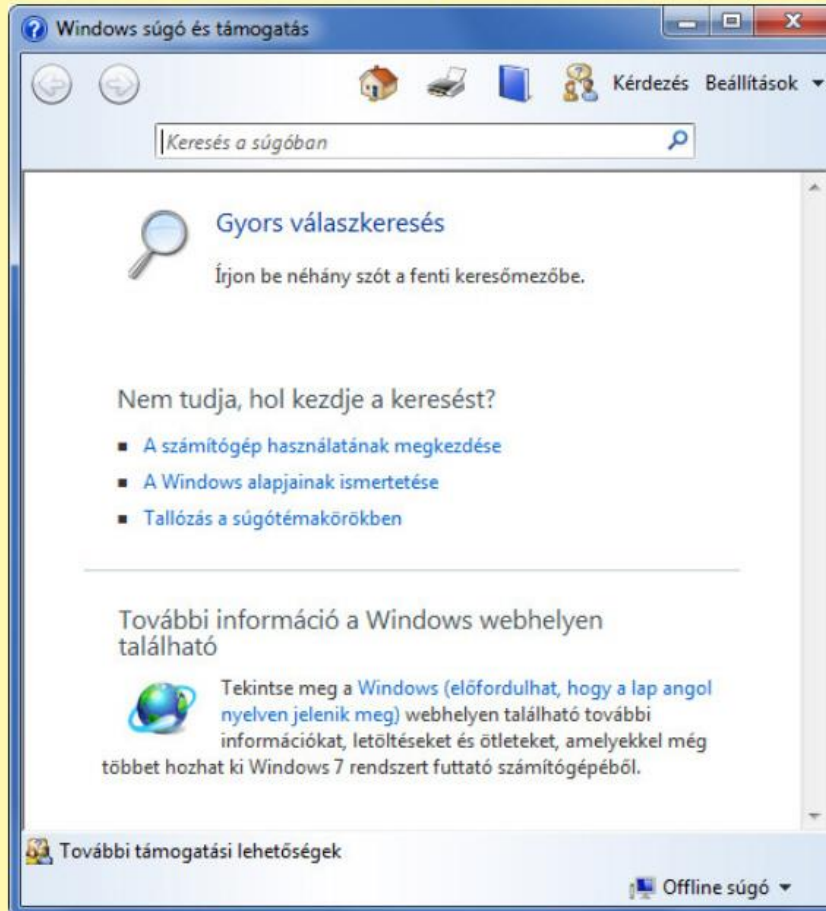 Windows súgó és támogatás
Kérdezés Beállítások
Keresés a súgóban
Gyors válaszkeresés
Írjon be néhány szót a fenti keresőmezőbe.
Nem tudja, hol kezdje a keresést?
A számítógép használatának megkezdése
A Windows alapjainak ismertetése
Tallózás a súgótémakörökben
További információ a Windows webhelyen
található
Tekintse meg a Windows (előfordulhat, hogy a lap angol
nyelven jelenik meg) webhelyen található további
információkat, letöltéseket és ötleteket, amelyekkel még
többet hozhat ki Windows 7 rendszert futtató számítógépéből.
További támogatási lehetőségek
Offline súgó